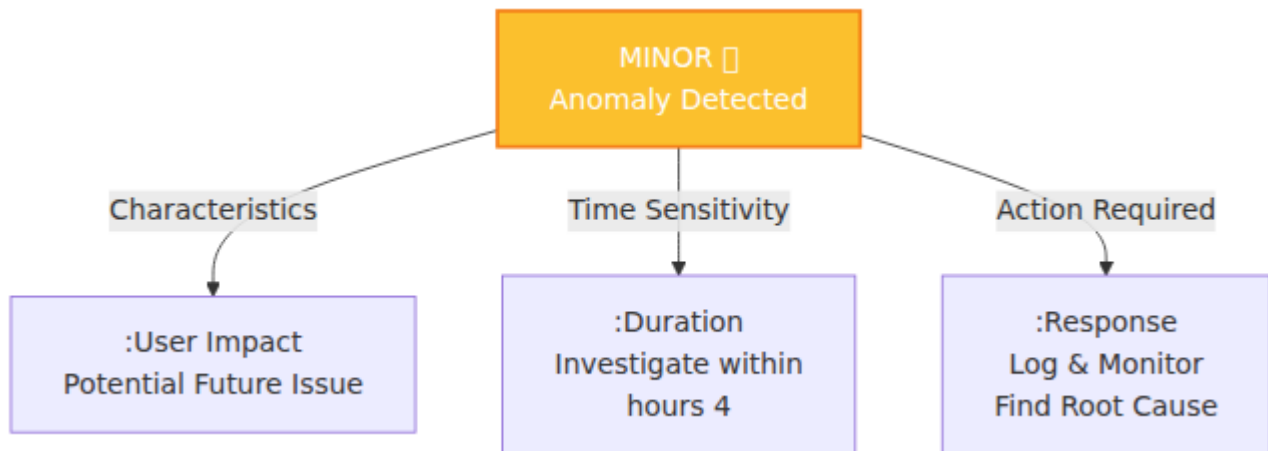 MINOR
Anomaly Detected
Characteristics
Time Sensitivity
Action Required
:User Impact
Potential Future Issue
:Duration
Investigate within
hours 4
:Response
Log & Monitor
Find Root Cause